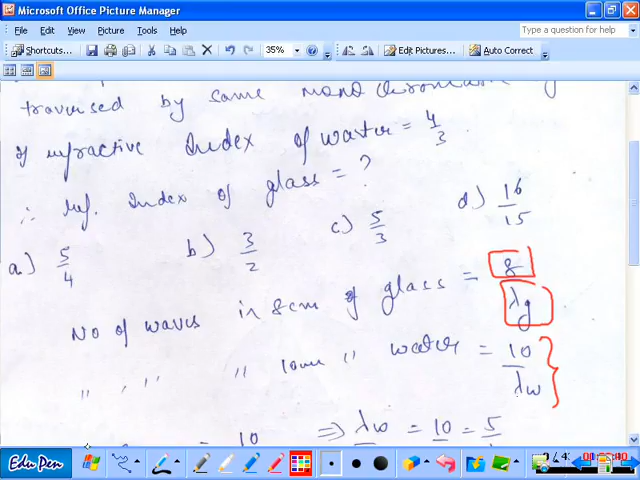 Microsoft Office Picture Manager
File Edit View Picture Tools Help
Type a question for help
Shortcuts... 35% Edit Pictures... Auto Correct
traversed by same monochromatic
if refractive Index of water = 4/3
∴ Ref. Index of glass = ?
a) 5/4 b) 3/2 c) 5/3 d) 16/15
No of waves in 8cm of glass = 8/λg
" , " " 10cm " water = 10/λw
= 10 ⇒ λw = 10 = 5
Edu Pen